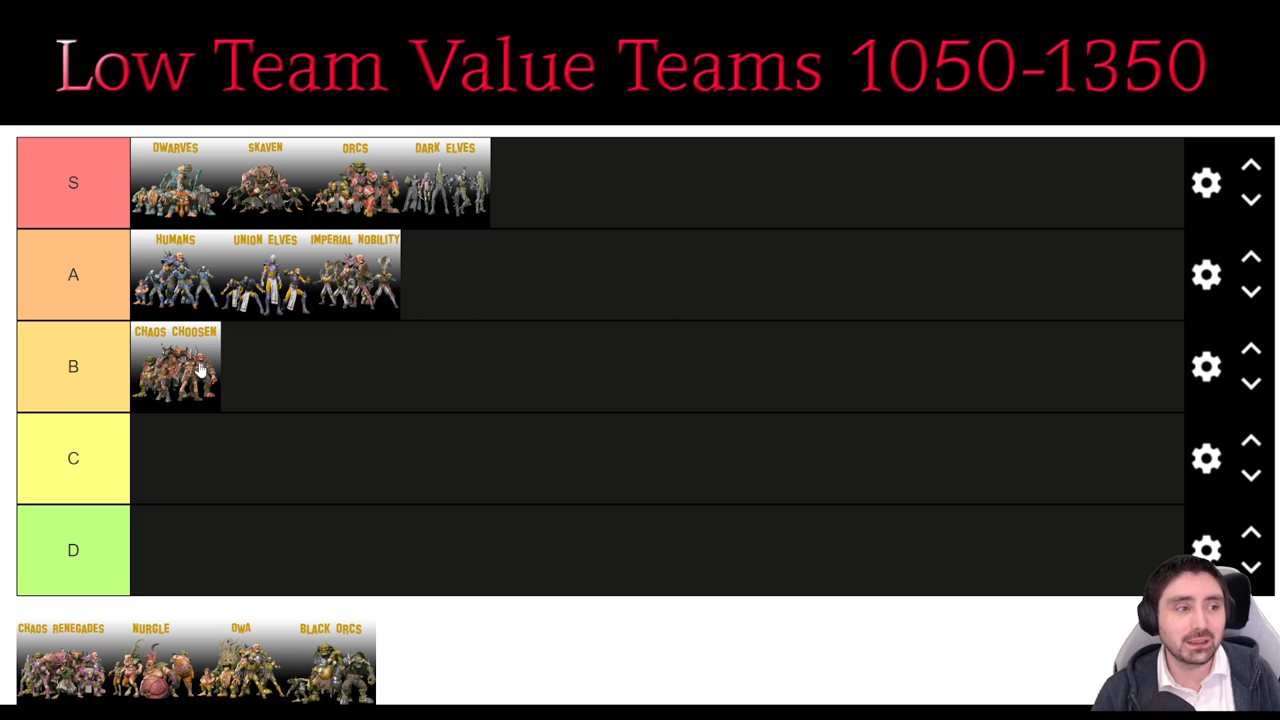 Low Team Value Teams 1050-1350
S
DWARVES SKAVEN ORCS DARK ELVES
A
HUMANS UNION ELVES IMPERIAL NOBILITY
B
CHAOS CHOOSEN
C
D
CHAOS RENEGADES NURGLE OWA BLACK ORCS